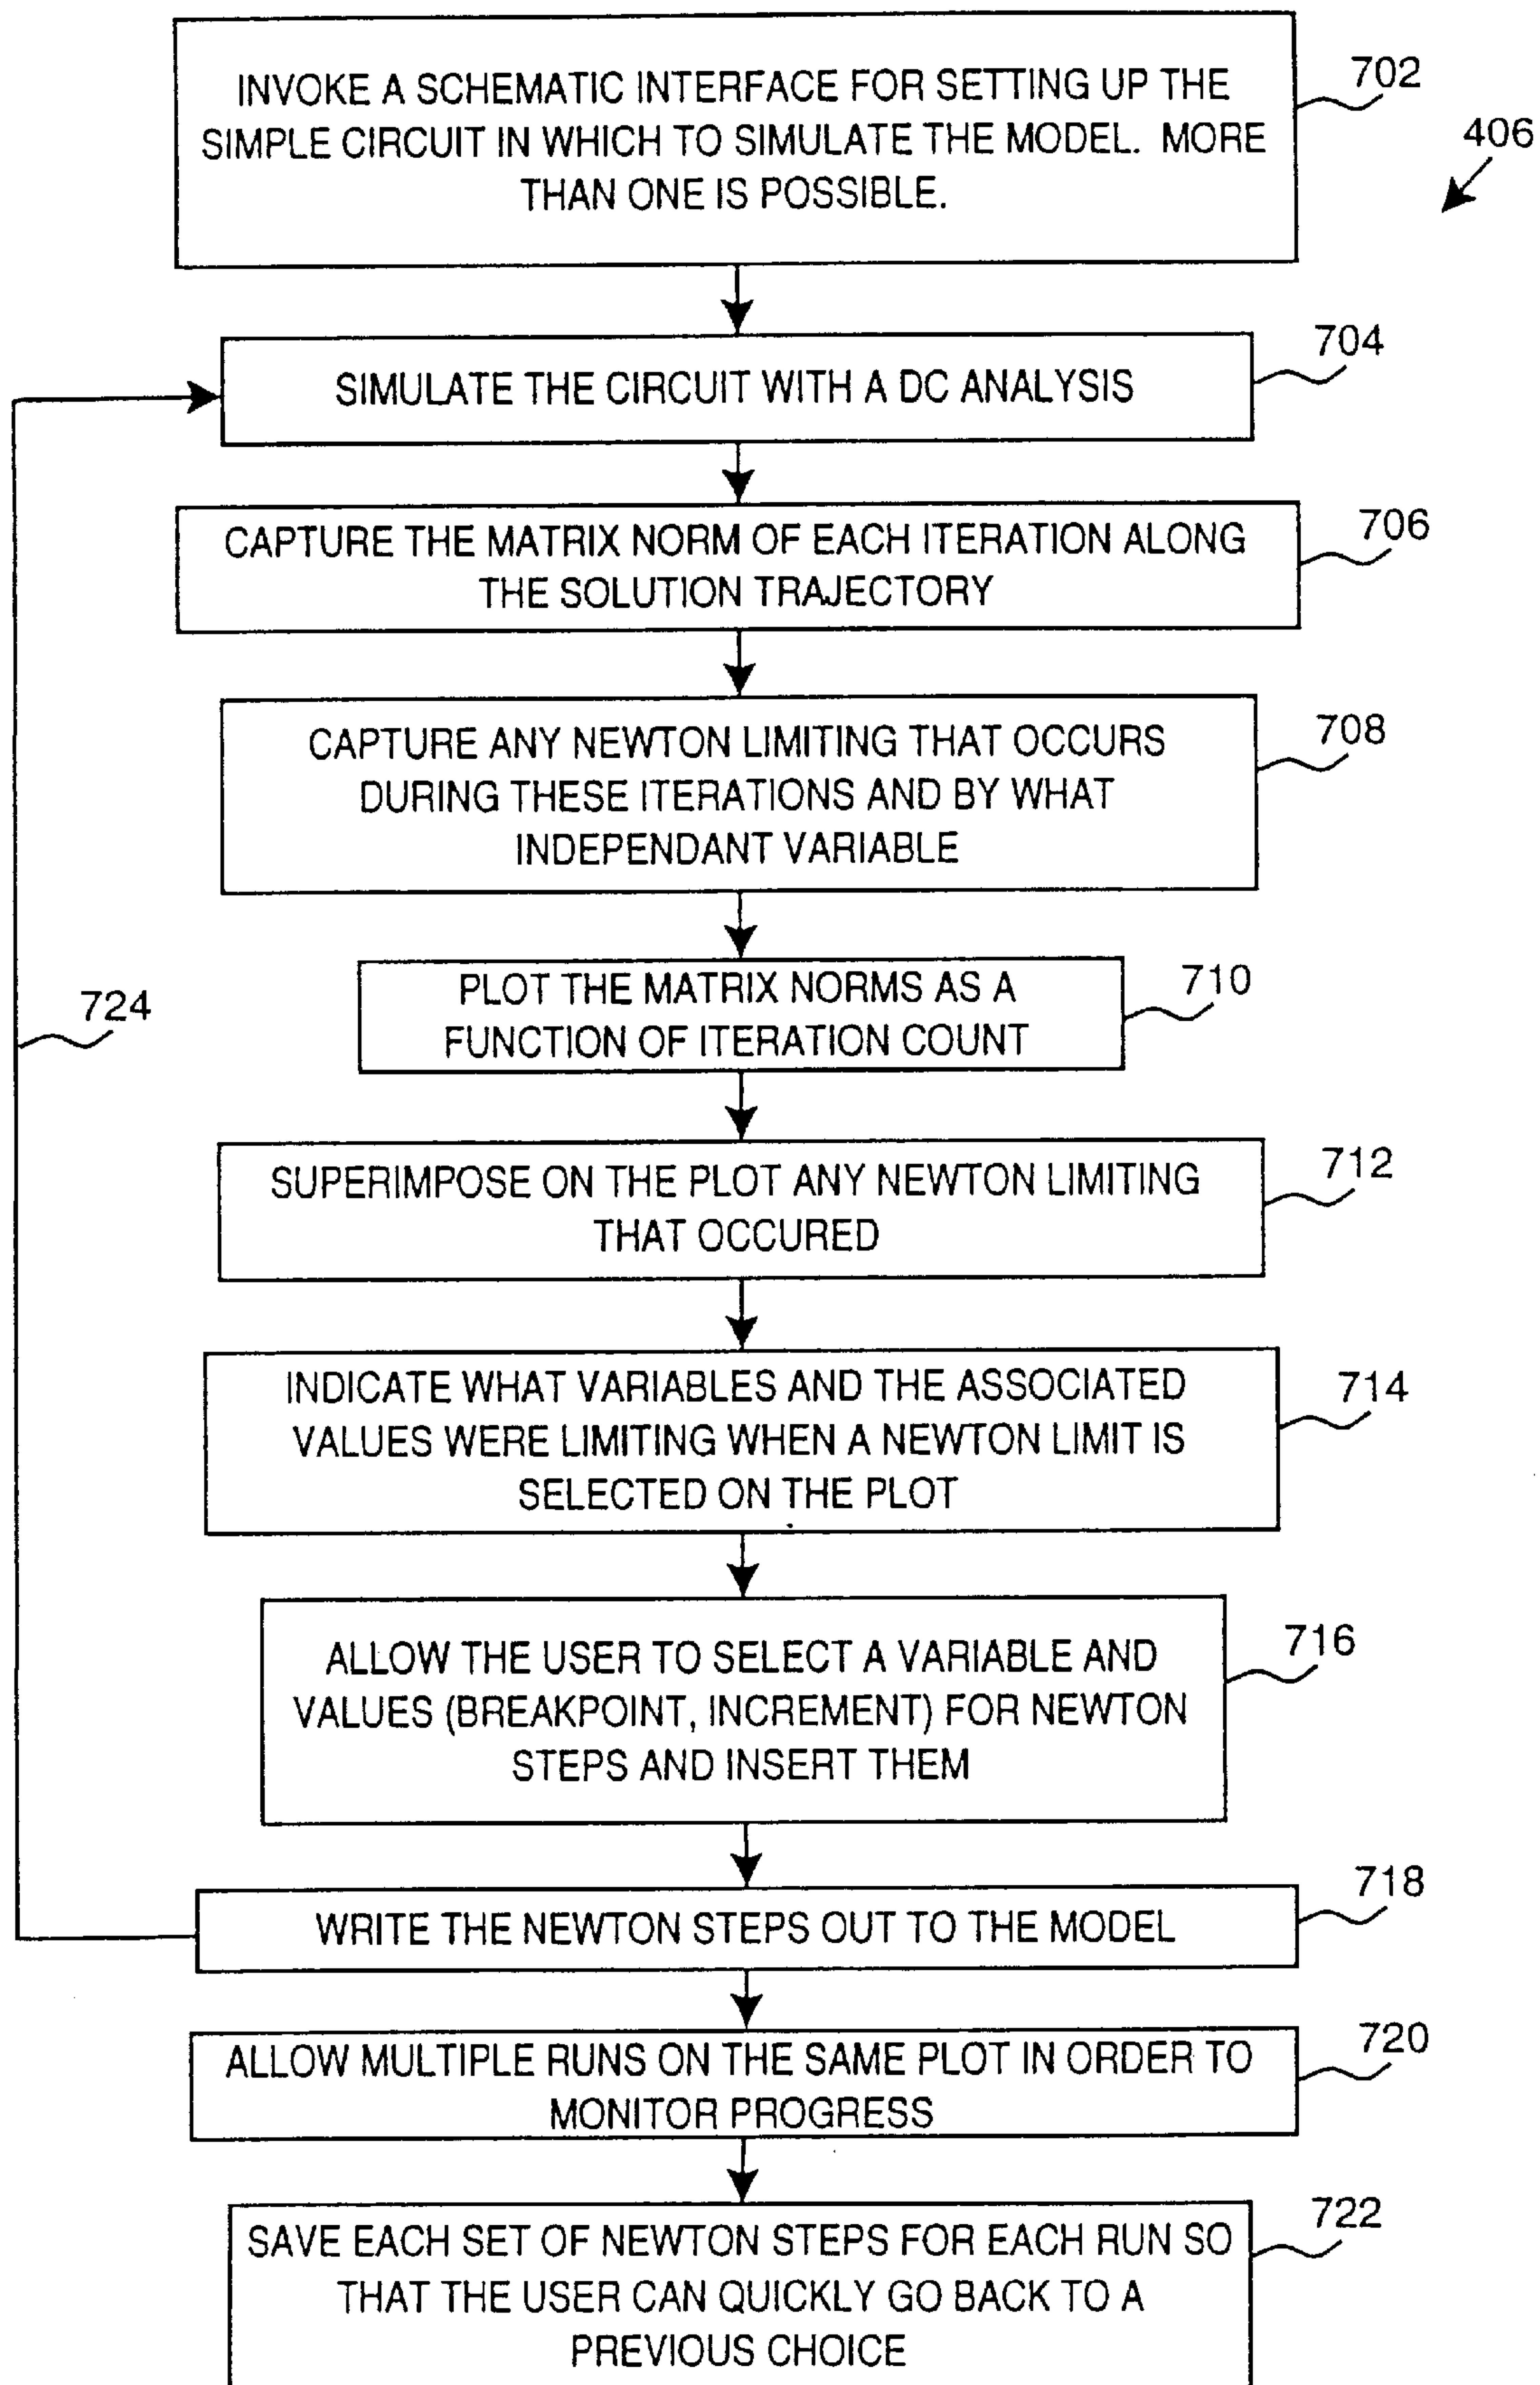 INVOKE A SCHEMATIC INTERFACE FOR SETTING UP THE
SIMPLE CIRCUIT IN WHICH TO SIMULATE THE MODEL. MORE
THAN ONE IS POSSIBLE.
702
406
SIMULATE THE CIRCUIT WITH A DC ANALYSIS
704
CAPTURE THE MATRIX NORM OF EACH ITERATION ALONG
THE SOLUTION TRAJECTORY
706
CAPTURE ANY NEWTON LIMITING THAT OCCURS
DURING THESE ITERATIONS AND BY WHAT
INDEPENDANT VARIABLE
708
PLOT THE MATRIX NORMS AS A
FUNCTION OF ITERATION COUNT
710
724
SUPERIMPOSE ON THE PLOT ANY NEWTON LIMITING
THAT OCCURED
712
INDICATE WHAT VARIABLES AND THE ASSOCIATED
VALUES WERE LIMITING WHEN A NEWTON LIMIT IS
SELECTED ON THE PLOT
714
ALLOW THE USER TO SELECT A VARIABLE AND
VALUES (BREAKPOINT, INCREMENT) FOR NEWTON
STEPS AND INSERT THEM
716
WRITE THE NEWTON STEPS OUT TO THE MODEL
718
ALLOW MULTIPLE RUNS ON THE SAME PLOT IN ORDER TO
MONITOR PROGRESS
720
SAVE EACH SET OF NEWTON STEPS FOR EACH RUN SO
THAT THE USER CAN QUICKLY GO BACK TO A
PREVIOUS CHOICE
722